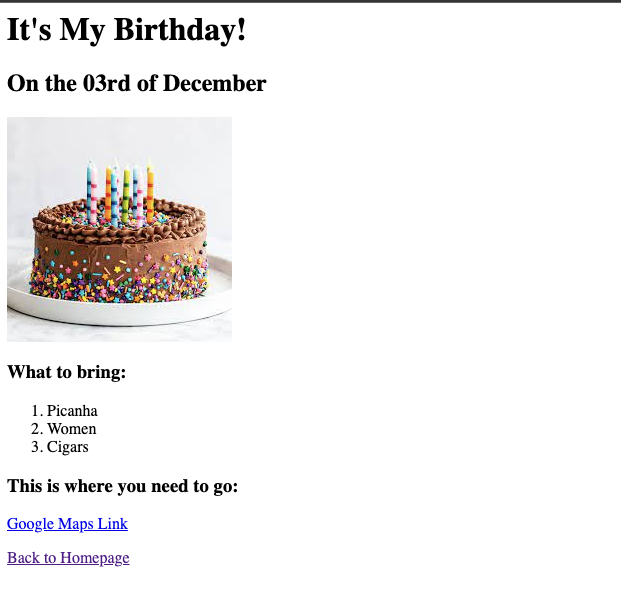 It's My Birthday!
On the 03rd of December
What to bring:
1. Picanha
2. Women
3. Cigars
This is where you need to go:
Google Maps Link
Back to Homepage